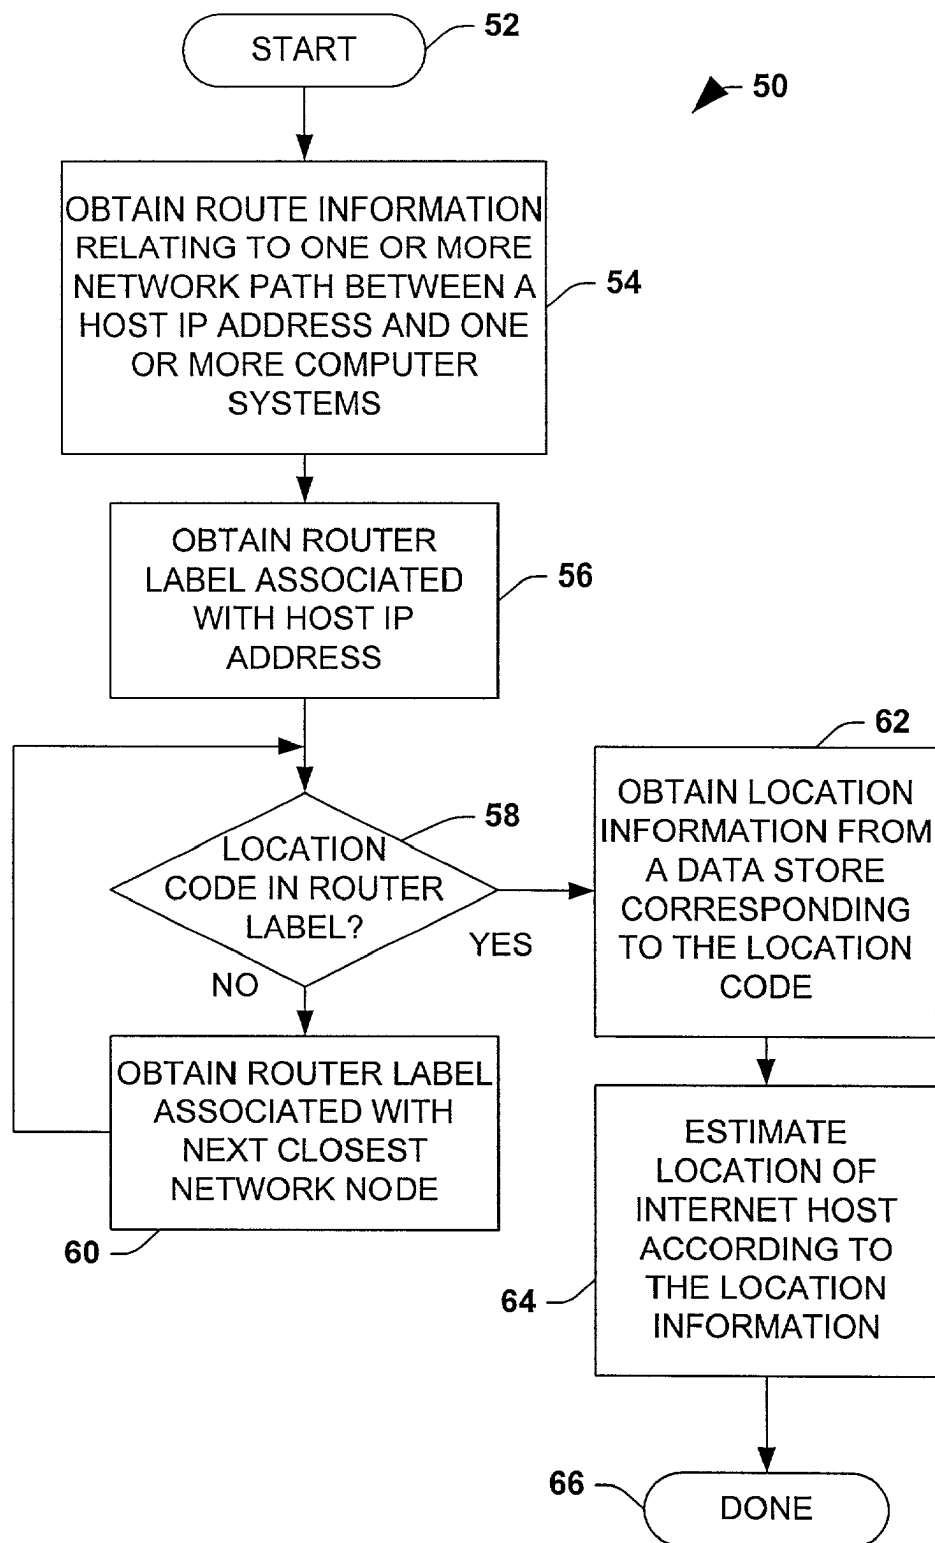 START
52
50
OBTAIN ROUTE INFORMATION
RELATING TO ONE OR MORE
NETWORK PATH BETWEEN A
HOST IP ADDRESS AND ONE
OR MORE COMPUTER
SYSTEMS
54
OBTAIN ROUTER
LABEL ASSOCIATED
WITH HOST IP
ADDRESS
56
LOCATION
CODE IN ROUTER
LABEL?
58
YES
NO
OBTAIN ROUTER LABEL
ASSOCIATED WITH
NEXT CLOSEST
NETWORK NODE
60
62
OBTAIN LOCATION
INFORMATION FROM
A DATA STORE
CORRESPONDING
TO THE LOCATION
CODE
ESTIMATE
LOCATION OF
INTERNET HOST
ACCORDING TO
THE LOCATION
INFORMATION
64
66
DONE